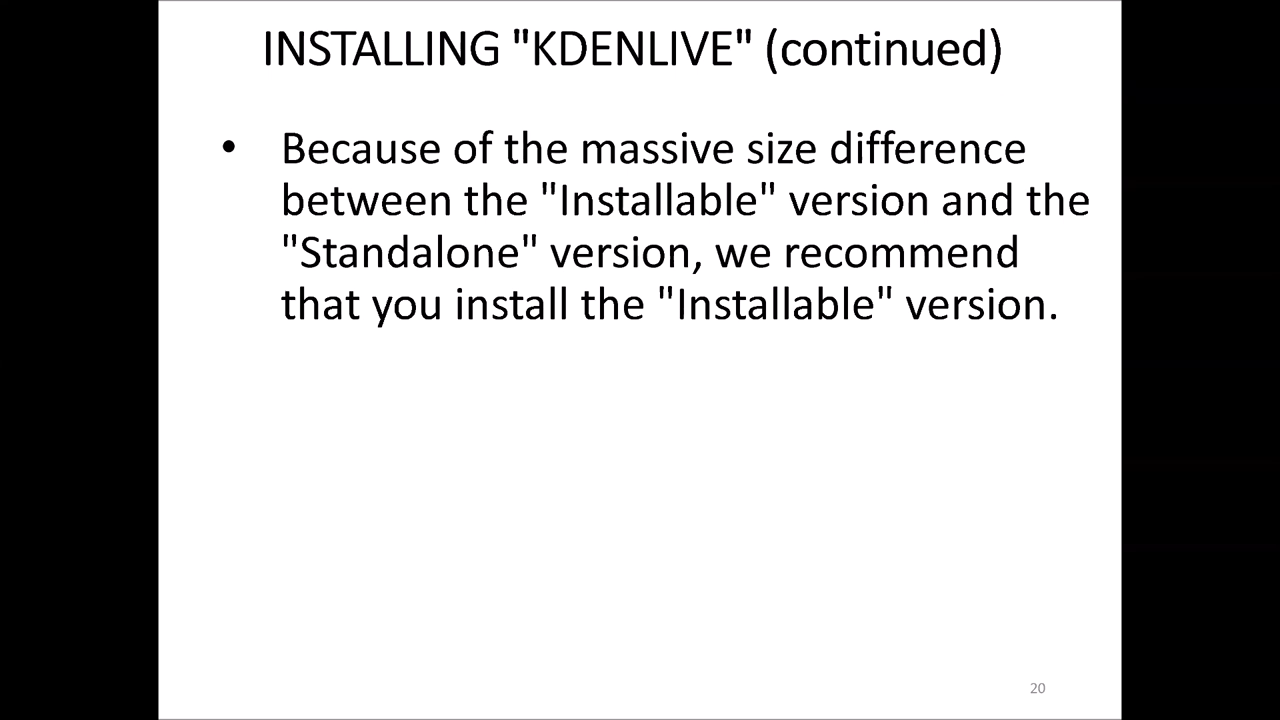 INSTALLING "KDENLIVE" (continued)
• Because of the massive size difference
between the "Installable" version and the
"Standalone" version, we recommend
that you install the "Installable" version.
20